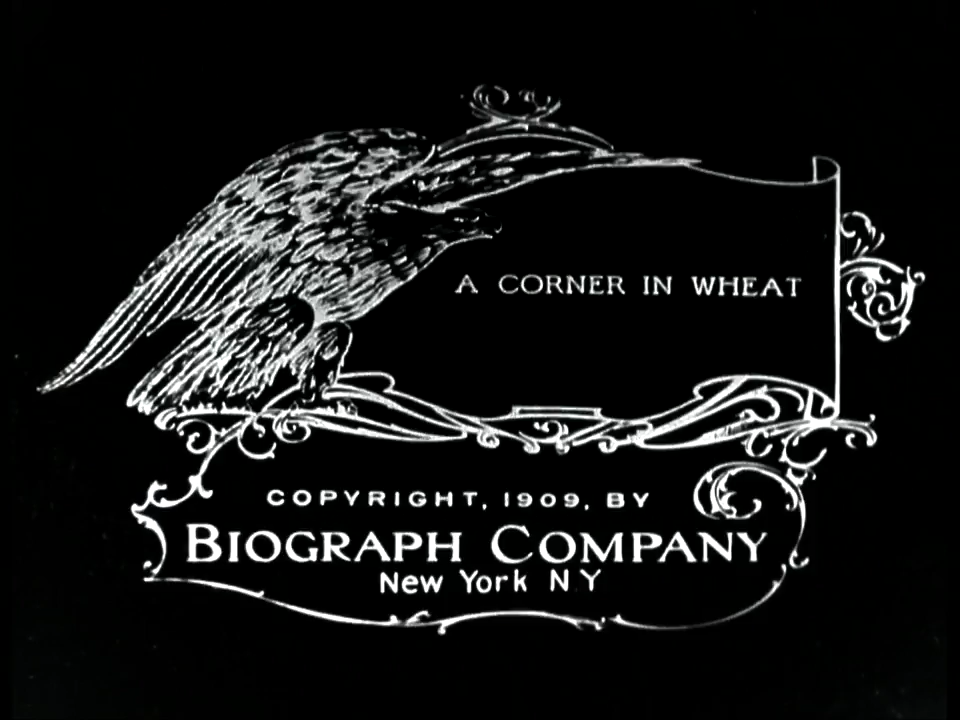 A CORNER IN WHEAT
COPYRIGHT, 1909, BY
BIOGRAPH COMPANY
New York N.Y